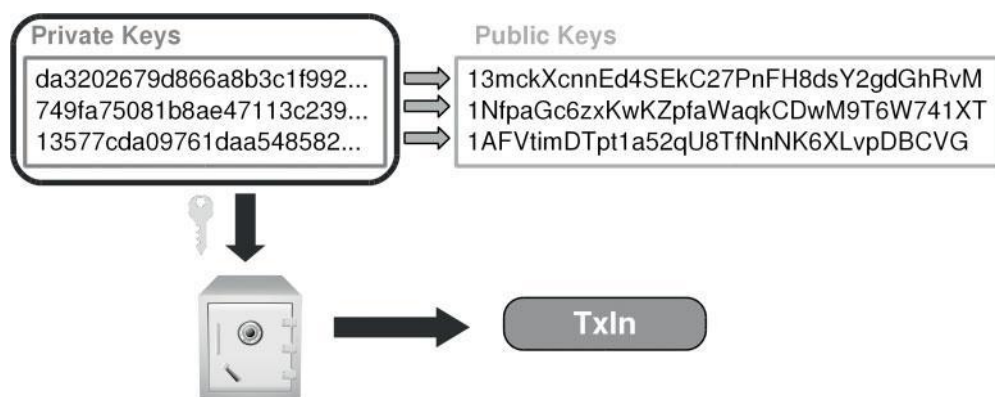 Private Keys
da3202679d866a8b3c1f992...
749fa75081b8ae47113c239...
13577cda09761daa548582...
Public Keys
13mckXcnnEd4SEkC27PnFH8dsY2gdGhRvM
1NfpaGc6zxKwKZpfaWaqkCDwM9T6W741XT
1AFVtimDTpt1a52qU8TfNnNK6XLvpDBCVG
TxIn